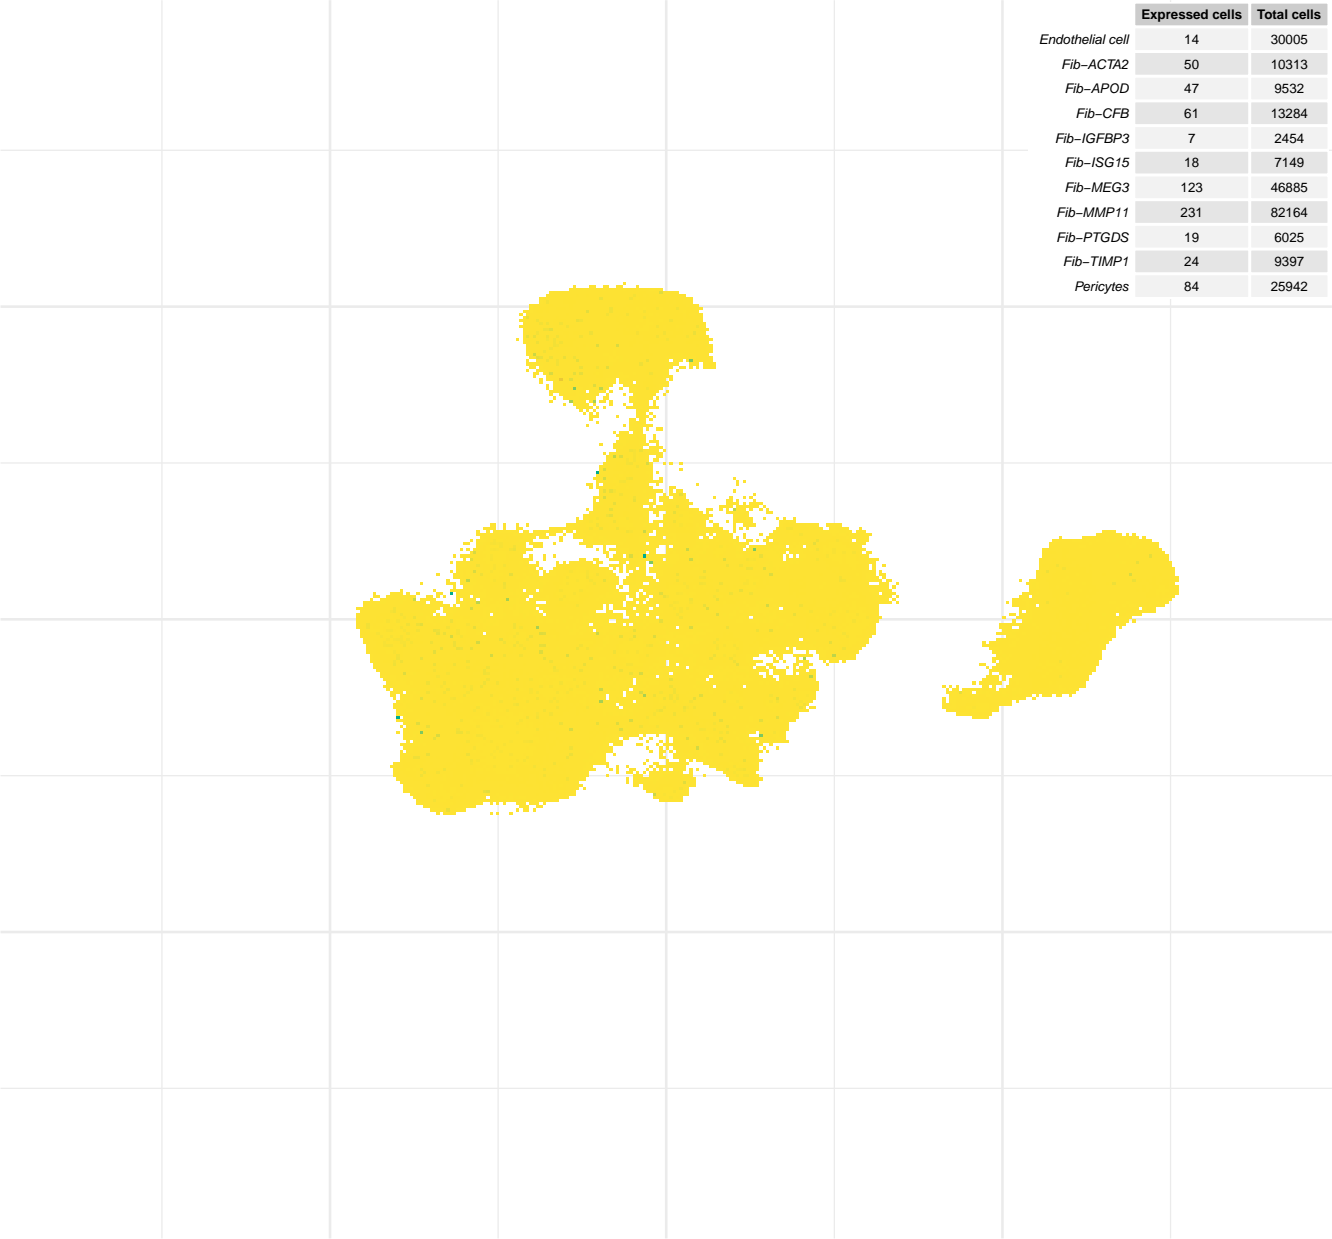 Expressed cells Total cells
Endothelial cell 14 30005
Fib−ACTA2 50 10313
Fib−APOD 47 9532
Fib−CFB 61 13284
Fib−IGFBP3 7 2454
Fib−ISG15 18 7149
Fib−MEG3 123 46885
Fib−MMP11 231 82164
Fib−PTGDS 19 6025
Fib−TIMP1 24 9397
Pericytes 84 25942